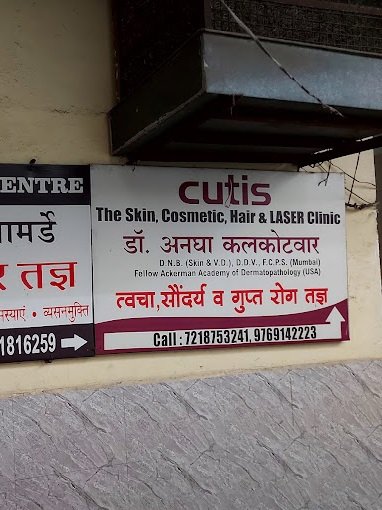 ENTRE
तज्ञ
व्यसनमुक्ति
1816259
cutis
The Skin, Cosmetic, Hair & LASER Clinic
डॉ. अनघा कलकोटवार
D.N.B. (Skin & V.D.), D.D.V., F.C.P.S. (Mumbai)
Fellow Ackerman Academy of Dermatopathology (USA)
त्वचा,सौंदर्य व गुप्त रोग तज्ञ
Call : 7218753241, 9769142223